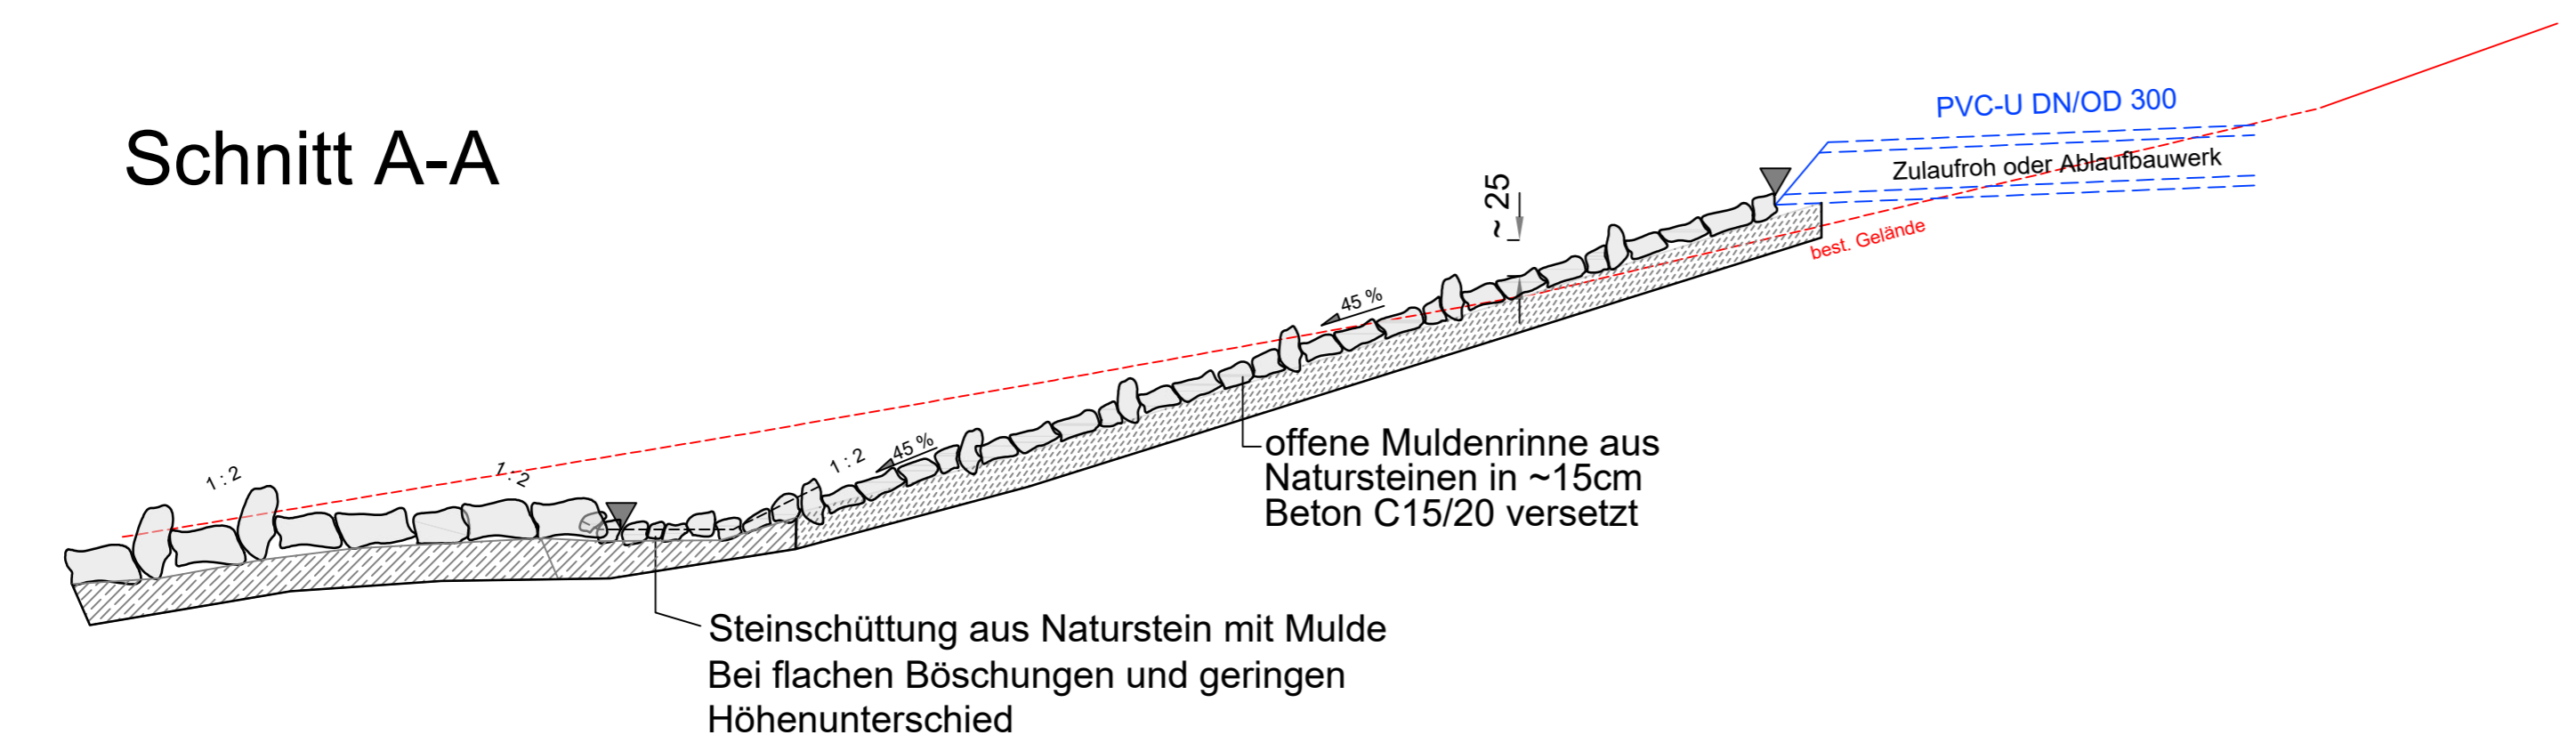 Schnitt A-A
PVC-U DN/OD 300
Zulaufroh oder Ablaufbauwerk
~ 25
best. Gelände
45 %
offene Muldenrinne aus
Natursteinen in ~15cm
Beton C15/20 versetzt
45 %
1 : 2
1 : 2
1 : 2
Steinschüttung aus Naturstein mit Mulde
Bei flachen Böschungen und geringen
Höhenunterschied